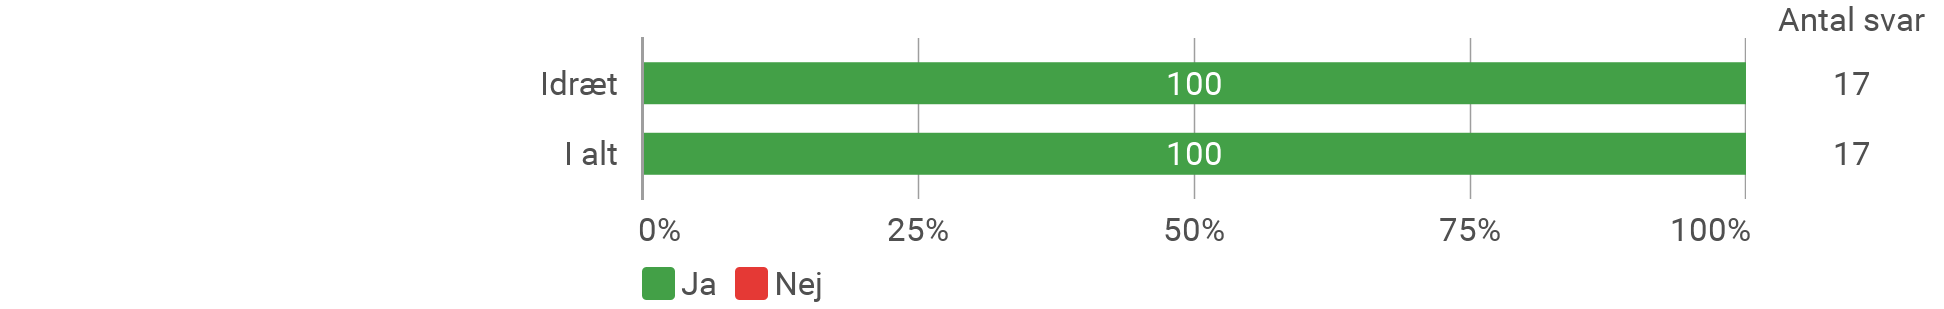 Antal svar
Idræt 100 17
I alt 100 17
0% 25% 50% 75% 100%
Ja Nej